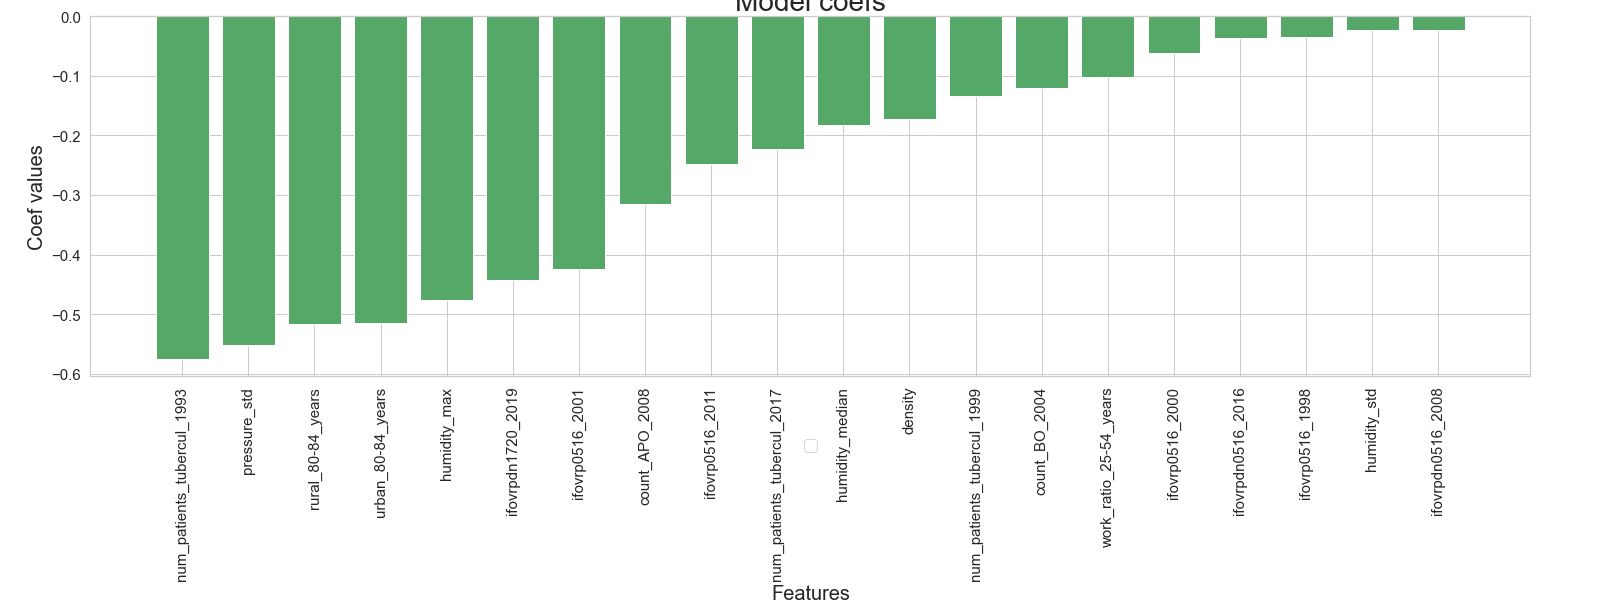 Model coefs
0.0
−0.1
−0.2
−0.3
−0.4
−0.5
−0.6
Coef values
num_patients_tubercul_1993
pressure_std
rural_80-84_years
urban_80-84_years
humidity_max
ifovrpdn1720_2019
ifovrp0516_2001
count_APO_2008
ifovrp0516_2011
num_patients_tubercul_2017
humidity_median
density
num_patients_tubercul_1999
count_BO_2004
work_ratio_25-54_years
ifovrp0516_2000
ifovrpdn0516_2016
ifovrp0516_1998
humidity_std
ifovrpdn0516_2008
Features